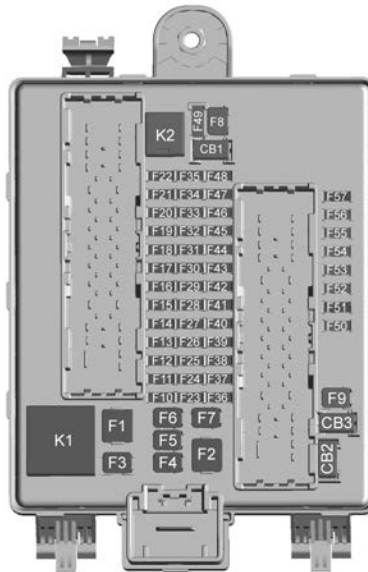 F49 F8
K2
CB1
F22 F35 F48
F21 F34 F47 F57
F20 F33 F46 F56
F19 F32 F45 F55
F18 F31 F44 F54
F17 F30 F43 F53
F16 F29 F42 F52
F15 F28 F41 F51
F14 F27 F40 F50
F13 F26 F39
F12 F25 F38
F11 F24 F37
F10 F23 F36
F9
K1 F1 F6 F7 CB3
F5
F3 F4 F2 CB2